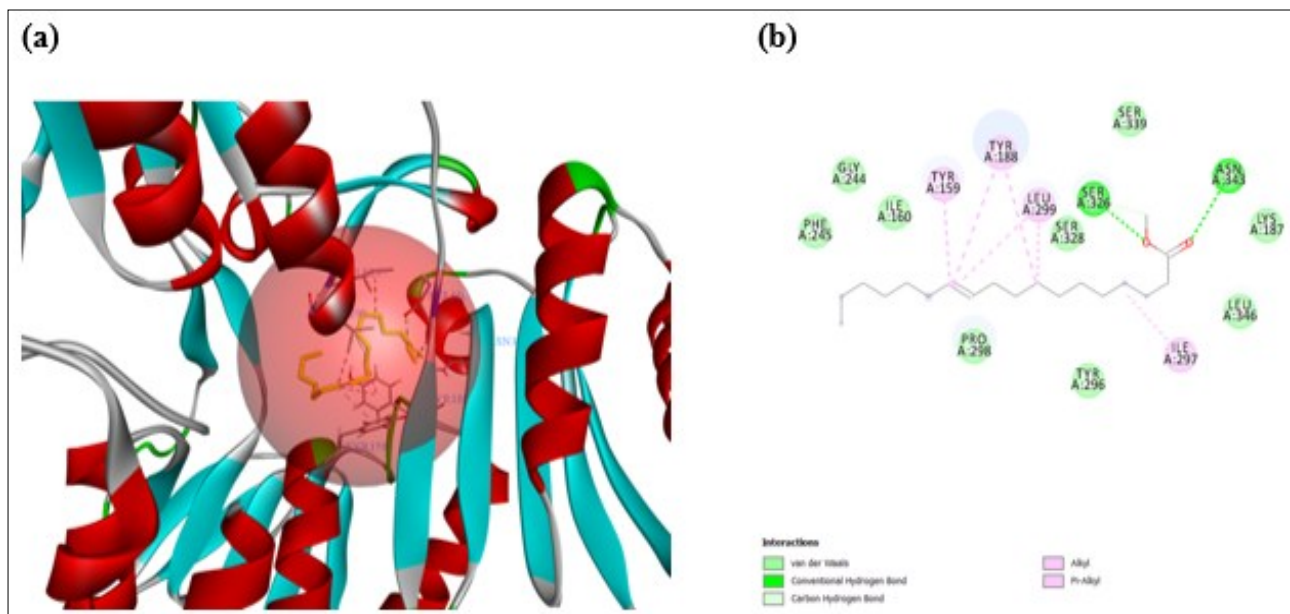 (a)
(b)
SER
A:339
TYR
A:188
ASN
A:343
GLY
A:244
TYR
A:159
SER
A:326
LEU
A:299
ILE
A:160
LYS
A:187
PHE
A:245
SER
A:328
LEU
A:346
PRO
A:298
ILE
A:297
TYR
A:296
Interactions
van der Waals
Conventional Hydrogen Bond
Carbon Hydrogen Bond
Alkyl
Pi-Alkyl